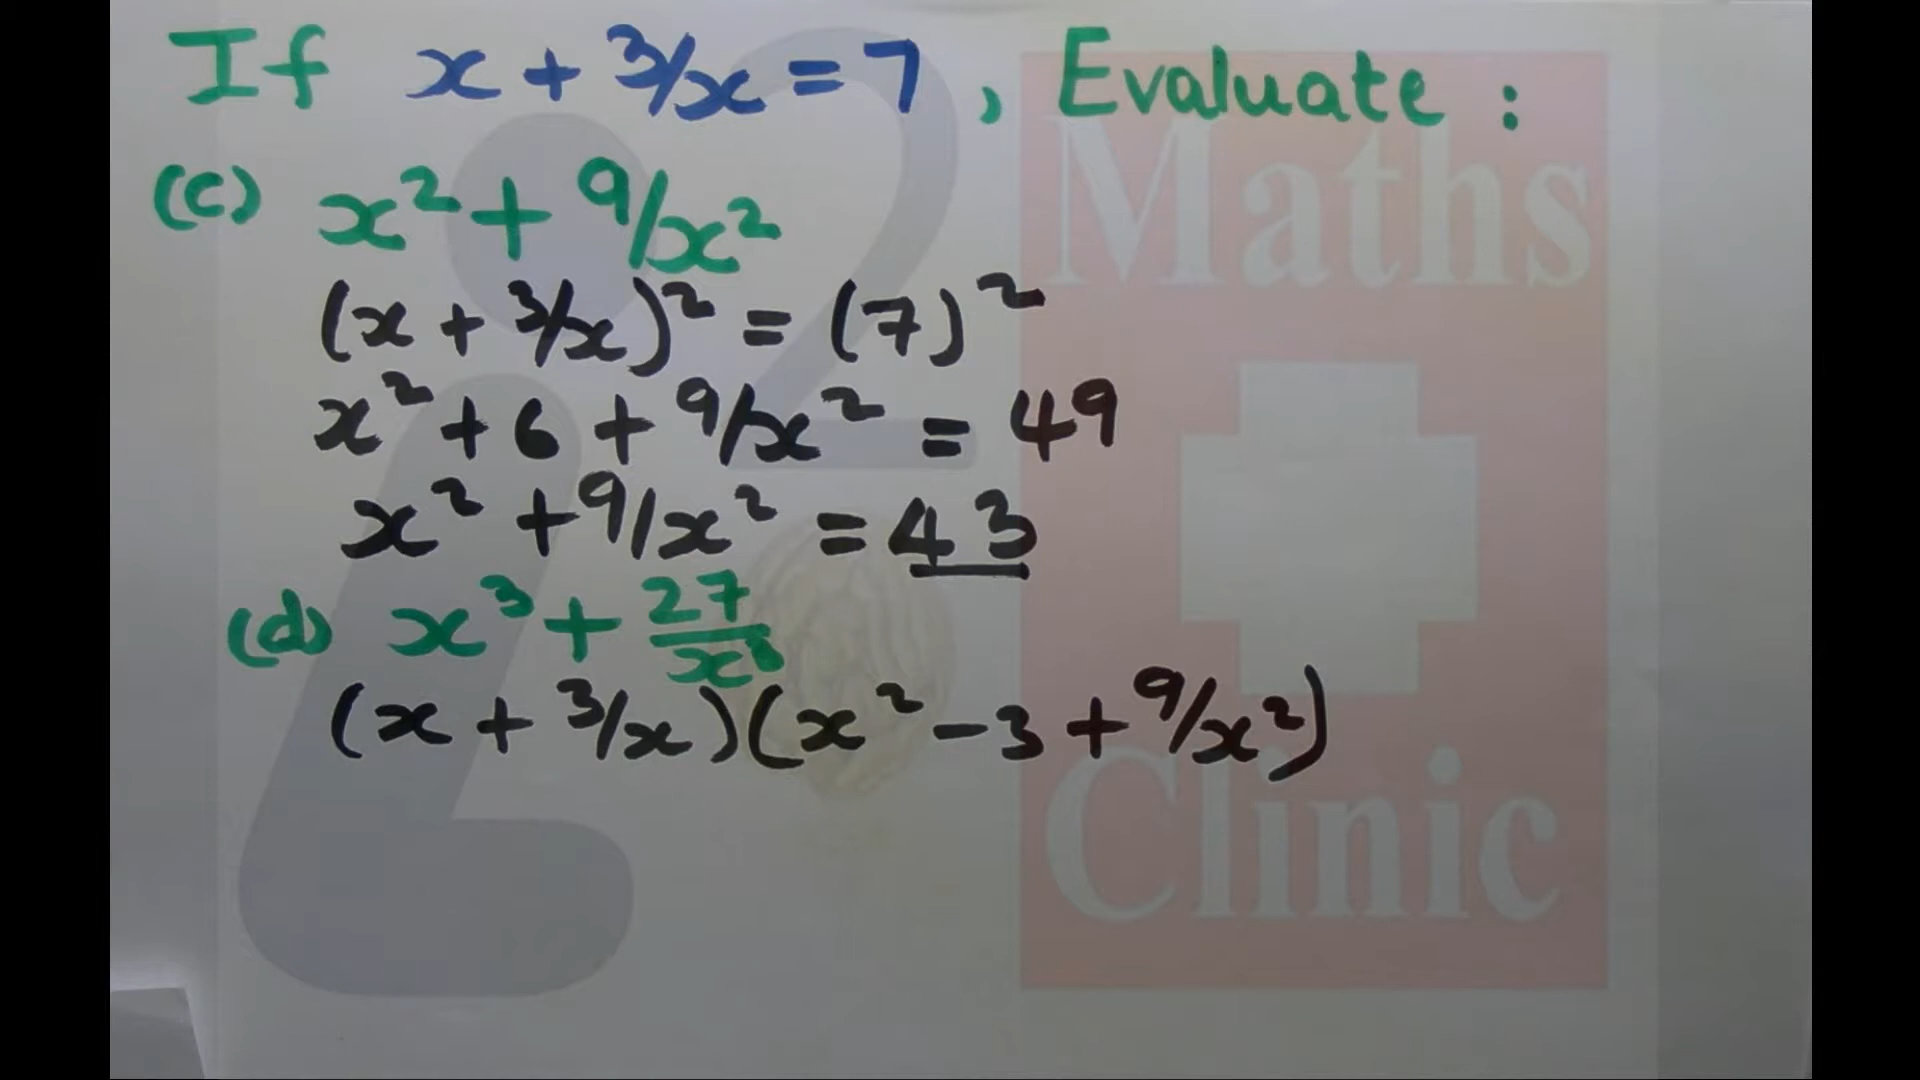 If x + 3/x = 7, Evaluate :
(c) x² + 9/x²
(x + 3/x)² = (7)²
x² + 6 + 9/x² = 49
x² + 9/x² = 43
(d) x³ + 27/x³
(x + 3/x)(x² - 3 + 9/x²)
Maths
Clinic